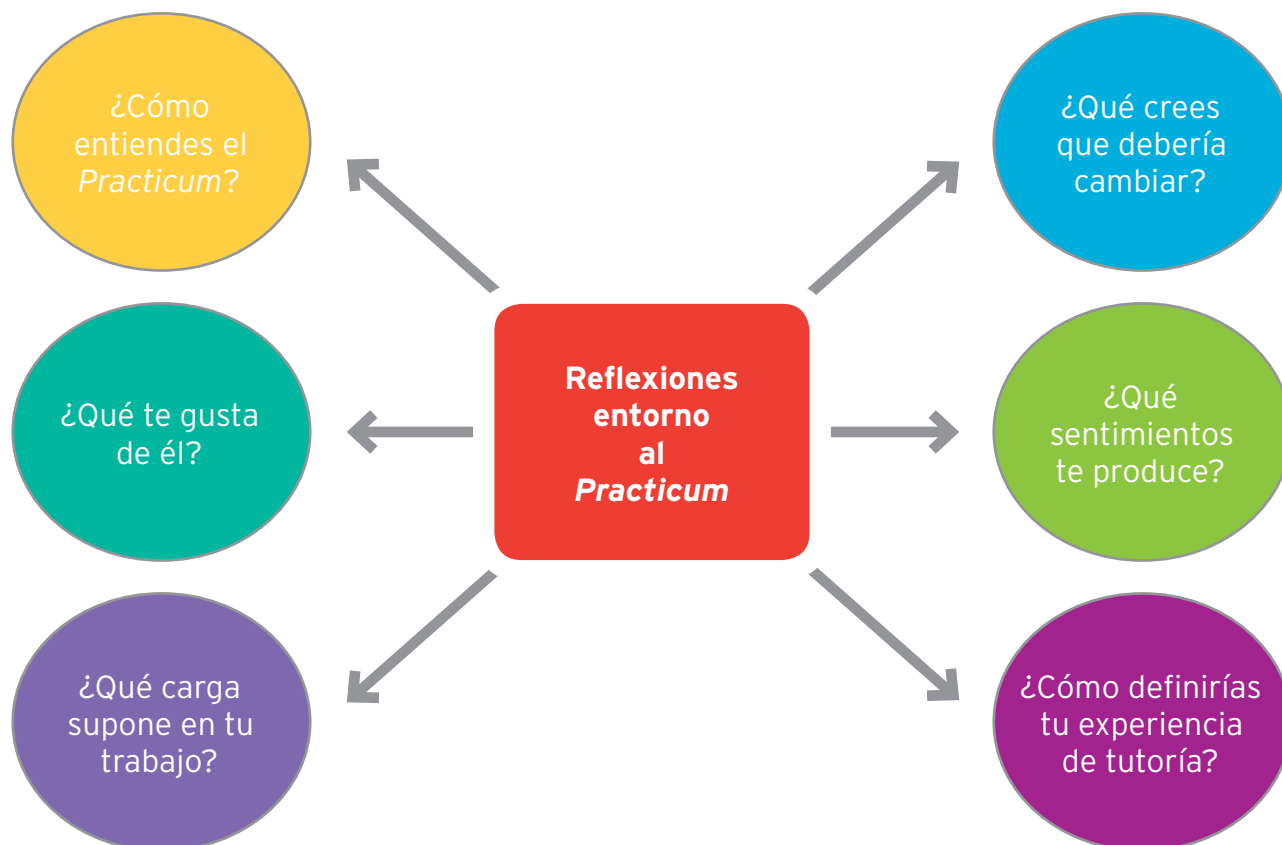 ¿Cómo
entiendes el
Practicum?
¿Qué te gusta
de él?
¿Qué carga
supone en tu
trabajo?
Reflexiones
entorno
al
Practicum
¿Qué crees
que debería
cambiar?
¿Qué
sentimientos
te produce?
¿Cómo definirías
tu experiencia
de tutoría?